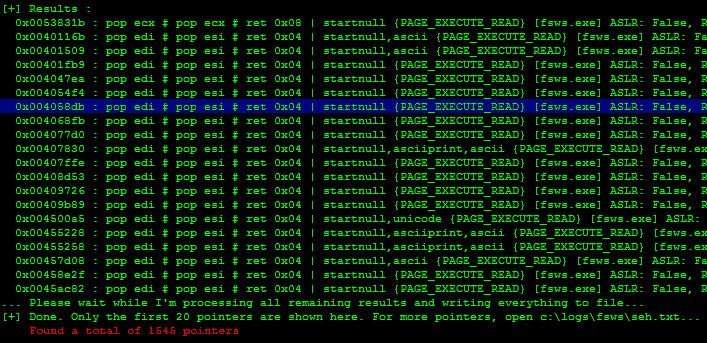 [+] Results :
0x0053831b : pop ecx # pop ecx # ret 0x08 | startnull {PAGE_EXECUTE_READ} [fsws.exe] ASLR: False, R
0x0040116b : pop edi # pop esi # ret 0x04 | startnull,ascii {PAGE_EXECUTE_READ} [fsws.exe] ASLR: Fa
0x00401509 : pop edi # pop esi # ret 0x04 | startnull,ascii {PAGE_EXECUTE_READ} [fsws.exe] ASLR: Fa
0x00401fb9 : pop edi # pop esi # ret 0x04 | startnull {PAGE_EXECUTE_READ} [fsws.exe] ASLR: False, R
0x004047ea : pop edi # pop esi # ret 0x04 | startnull {PAGE_EXECUTE_READ} [fsws.exe] ASLR: False, R
0x004054f4 : pop edi # pop esi # ret 0x04 | startnull {PAGE_EXECUTE_READ} [fsws.exe] ASLR: False, R
0x004058db : pop edi # pop esi # ret 0x04 | startnull {PAGE_EXECUTE_READ} [fsws.exe] ASLR: False, R
0x004068fb : pop edi # pop esi # ret 0x04 | startnull {PAGE_EXECUTE_READ} [fsws.exe] ASLR: False, R
0x004077d0 : pop edi # pop esi # ret 0x04 | startnull {PAGE_EXECUTE_READ} [fsws.exe] ASLR: False, R
0x00407830 : pop edi # pop esi # ret 0x04 | startnull,asciiprint,ascii {PAGE_EXECUTE_READ} [fsws.ex
0x00407ffe : pop edi # pop esi # ret 0x04 | startnull {PAGE_EXECUTE_READ} [fsws.exe] ASLR: False, R
0x00408d53 : pop edi # pop esi # ret 0x04 | startnull {PAGE_EXECUTE_READ} [fsws.exe] ASLR: False, R
0x00409726 : pop edi # pop esi # ret 0x04 | startnull {PAGE_EXECUTE_READ} [fsws.exe] ASLR: False, R
0x00409b89 : pop edi # pop esi # ret 0x04 | startnull {PAGE_EXECUTE_READ} [fsws.exe] ASLR: False, R
0x004500a5 : pop edi # pop esi # ret 0x04 | startnull,unicode {PAGE_EXECUTE_READ} [fsws.exe] ASLR:
0x00455228 : pop edi # pop esi # ret 0x04 | startnull,asciiprint,ascii {PAGE_EXECUTE_READ} [fsws.ex
0x00455258 : pop edi # pop esi # ret 0x04 | startnull,asciiprint,ascii {PAGE_EXECUTE_READ} [fsws.ex
0x00457d08 : pop edi # pop esi # ret 0x04 | startnull {PAGE_EXECUTE_READ} [fsws.exe] ASLR: False, R
0x00458e2f : pop edi # pop esi # ret 0x04 | startnull {PAGE_EXECUTE_READ} [fsws.exe] ASLR: False, R
0x0045ac82 : pop edi # pop esi # ret 0x04 | startnull {PAGE_EXECUTE_READ} [fsws.exe] ASLR: False, R
... Please wait while I'm processing all remaining results and writing everything to file...
[+] Done. Only the first 20 pointers are shown here. For more pointers, open c:\logs\fsws\seh.txt...
Found a total of 1545 pointers